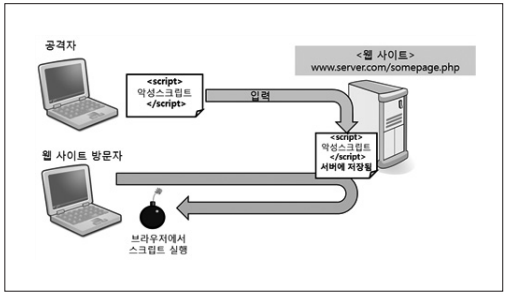 공격자
<script>
악성스크립트
</script>
입력
<웹 사이트>
www.server.com/somepage.php
<script>
악성스크립트
</script>
서버에 저장됨
웹 사이트 방문자
브라우저에서
스크립트 실행